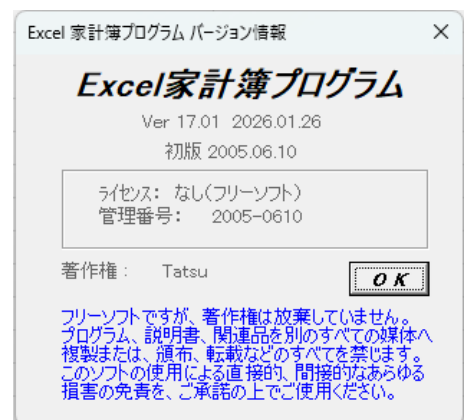 Excel 家計簿プログラム バージョン情報
Excel家計簿プログラム
Ver 17.01 2026.01.26
初版 2005.06.10
ライセンス: なし(フリーソフト)
管理番号: 2005-0610
著作権: Tatsu
OK
フリーソフトですが、著作権は放棄していません。
プログラム、説明書、関連品を別のすべての媒体へ
複製または、頒布、転載などのすべてを禁じます。
このソフトの使用による直接的、間接的なあらゆる
損害の免責を、ご承諾の上でご使用ください。